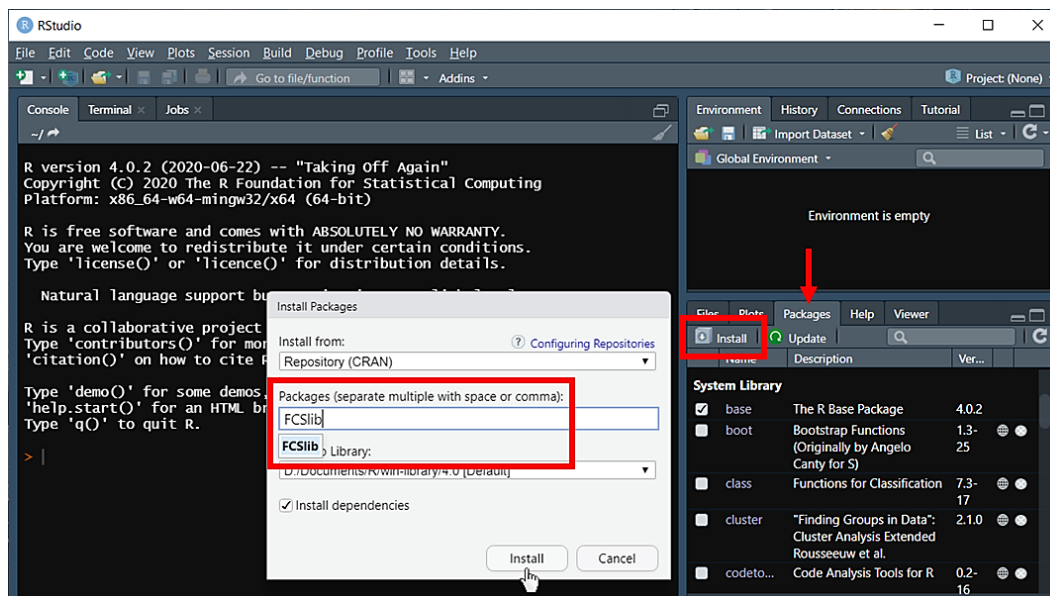 RStudio
File Edit Code View Plots Session Build Debug Profile Tools Help
Go to file/function Addins Project: (None)
Console Terminal Jobs
~/
R version 4.0.2 (2020-06-22) -- "Taking Off Again"
Copyright (C) 2020 The R Foundation for Statistical Computing
Platform: x86_64-w64-mingw32/x64 (64-bit)
R is free software and comes with ABSOLUTELY NO WARRANTY.
You are welcome to redistribute it under certain conditions.
Type 'license()' or 'licence()' for distribution details.
Natural language support bu
R is a collaborative project
Type 'contributors()' for mor
'citation()' on how to cite R
Type 'demo()' for some demos,
'help.start()' for an HTML br
Type 'q()' to quit R.
>
Install Packages
Install from: Configuring Repositories
Repository (CRAN)
Packages (separate multiple with space or comma):
FCSlib
FCSlib
Library:
D:/Documents/R/win-library/4.0 [Default]
Install dependencies
Install Cancel
Environment History Connections Tutorial
Import Dataset List
Global Environment
Environment is empty
Files Plots Packages Help Viewer
Install Update
Name Description Ver...
System Library
base The R Base Package 4.0.2
boot Bootstrap Functions 1.3-
(Originally by Angelo 25
Canty for S)
class Functions for Classification 7.3-
17
cluster "Finding Groups in Data": 2.1.0
Cluster Analysis Extended
Rousseeuw et al.
codeto... Code Analysis Tools for R 0.2-
16